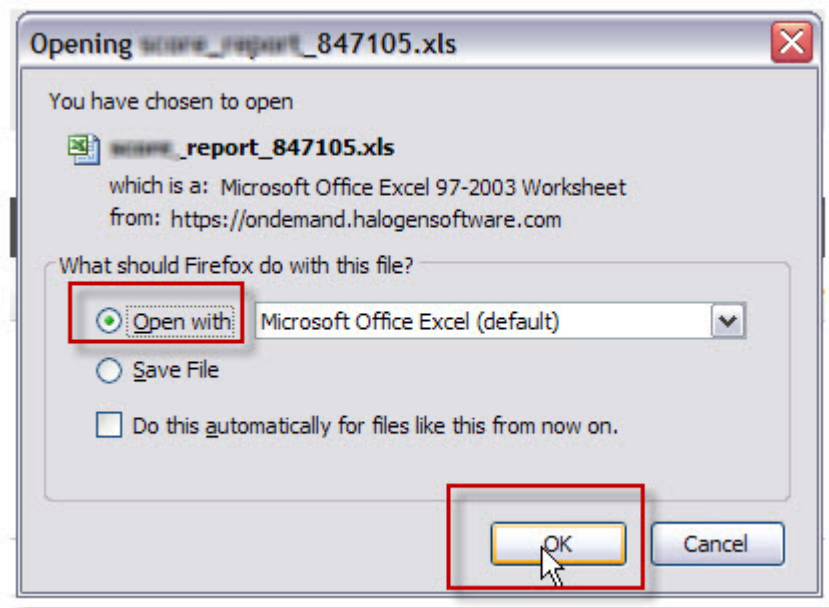 Opening _847105.xls
You have chosen to open
_report_847105.xls
which is a: Microsoft Office Excel 97-2003 Worksheet
from: https://ondemand.halogensoftware.com
What should Firefox do with this file?
Open with Microsoft Office Excel (default)
Save File
Do this automatically for files like this from now on.
OK Cancel